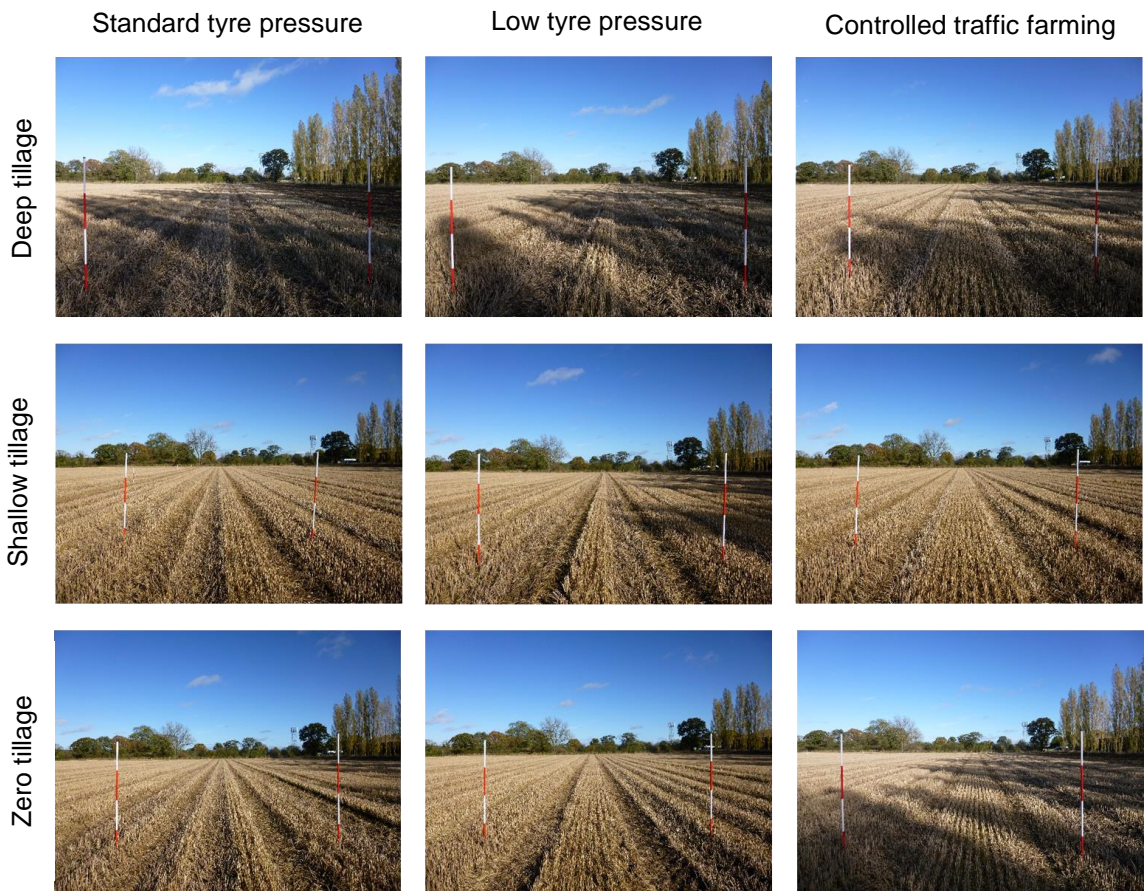 Standard tyre pressure
Low tyre pressure
Controlled traffic farming
Deep tillage
Shallow tillage
Zero tillage